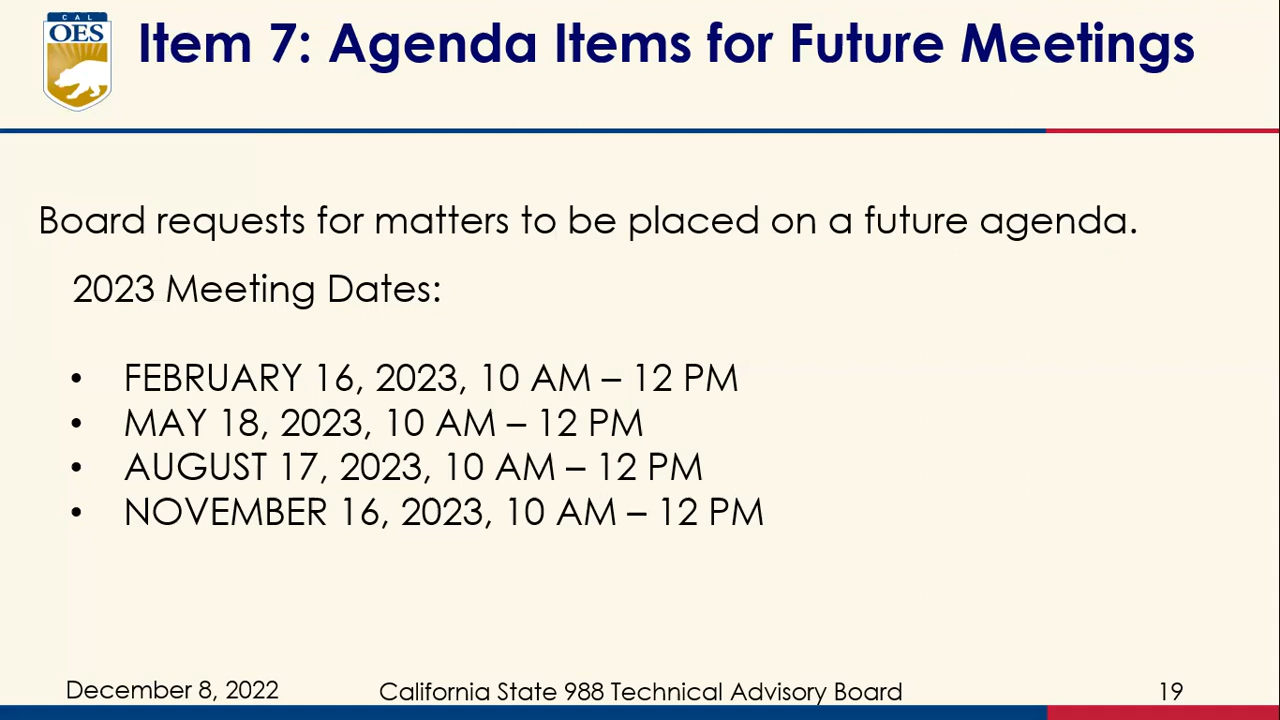 CAL
OES
Item 7: Agenda Items for Future Meetings
Board requests for matters to be placed on a future agenda.
2023 Meeting Dates:
• FEBRUARY 16, 2023, 10 AM – 12 PM
• MAY 18, 2023, 10 AM – 12 PM
• AUGUST 17, 2023, 10 AM – 12 PM
• NOVEMBER 16, 2023, 10 AM – 12 PM
December 8, 2022
California State 988 Technical Advisory Board
19